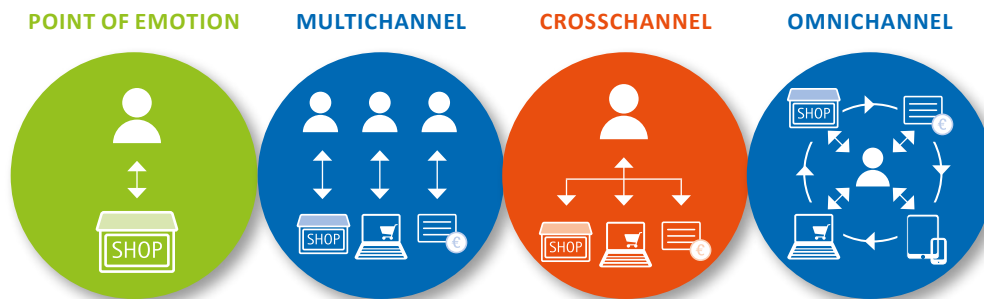 POINT OF EMOTION
MULTICHANNEL
CROSSCHANNEL
OMNICHANNEL
SHOP
SHOP
€
SHOP
€
SHOP
€